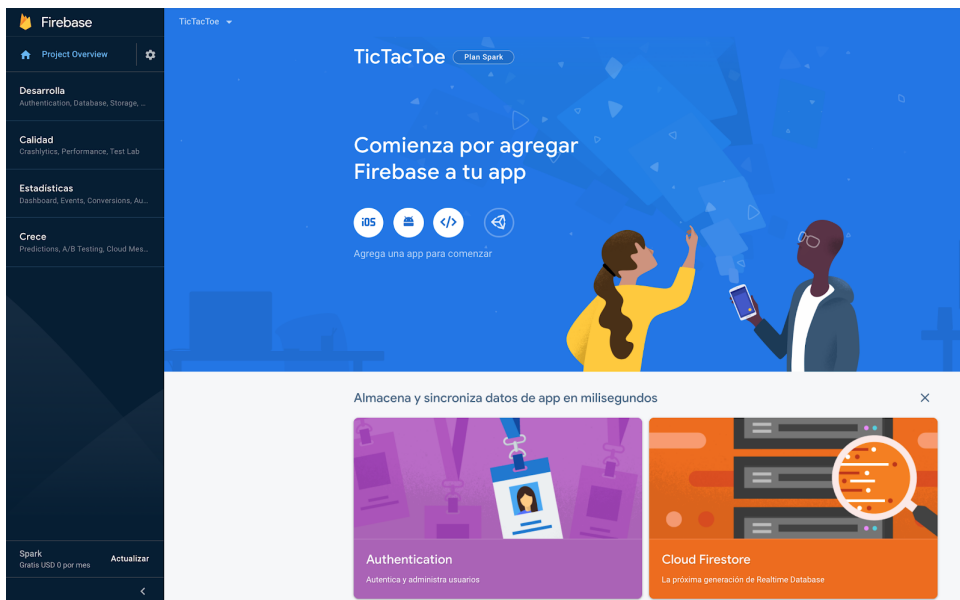 Firebase
TicTacToe
Project Overview
Desarrolla
Authentication, Database, Storage, ...
Calidad
Crashlytics, Performance, Test Lab
Estadísticas
Dashboard, Events, Conversions, Au...
Crece
Predictions, A/B Testing, Cloud Mes...
Spark
Gratis USD 0 por mes
Actualizar
TicTacToe
Plan Spark
Comienza por agregar
Firebase a tu app
iOS
Agrega una app para comenzar
Almacena y sincroniza datos de app en milisegundos
Authentication
Autentica y administra usuarios
Cloud Firestore
La próxima generación de Realtime Database